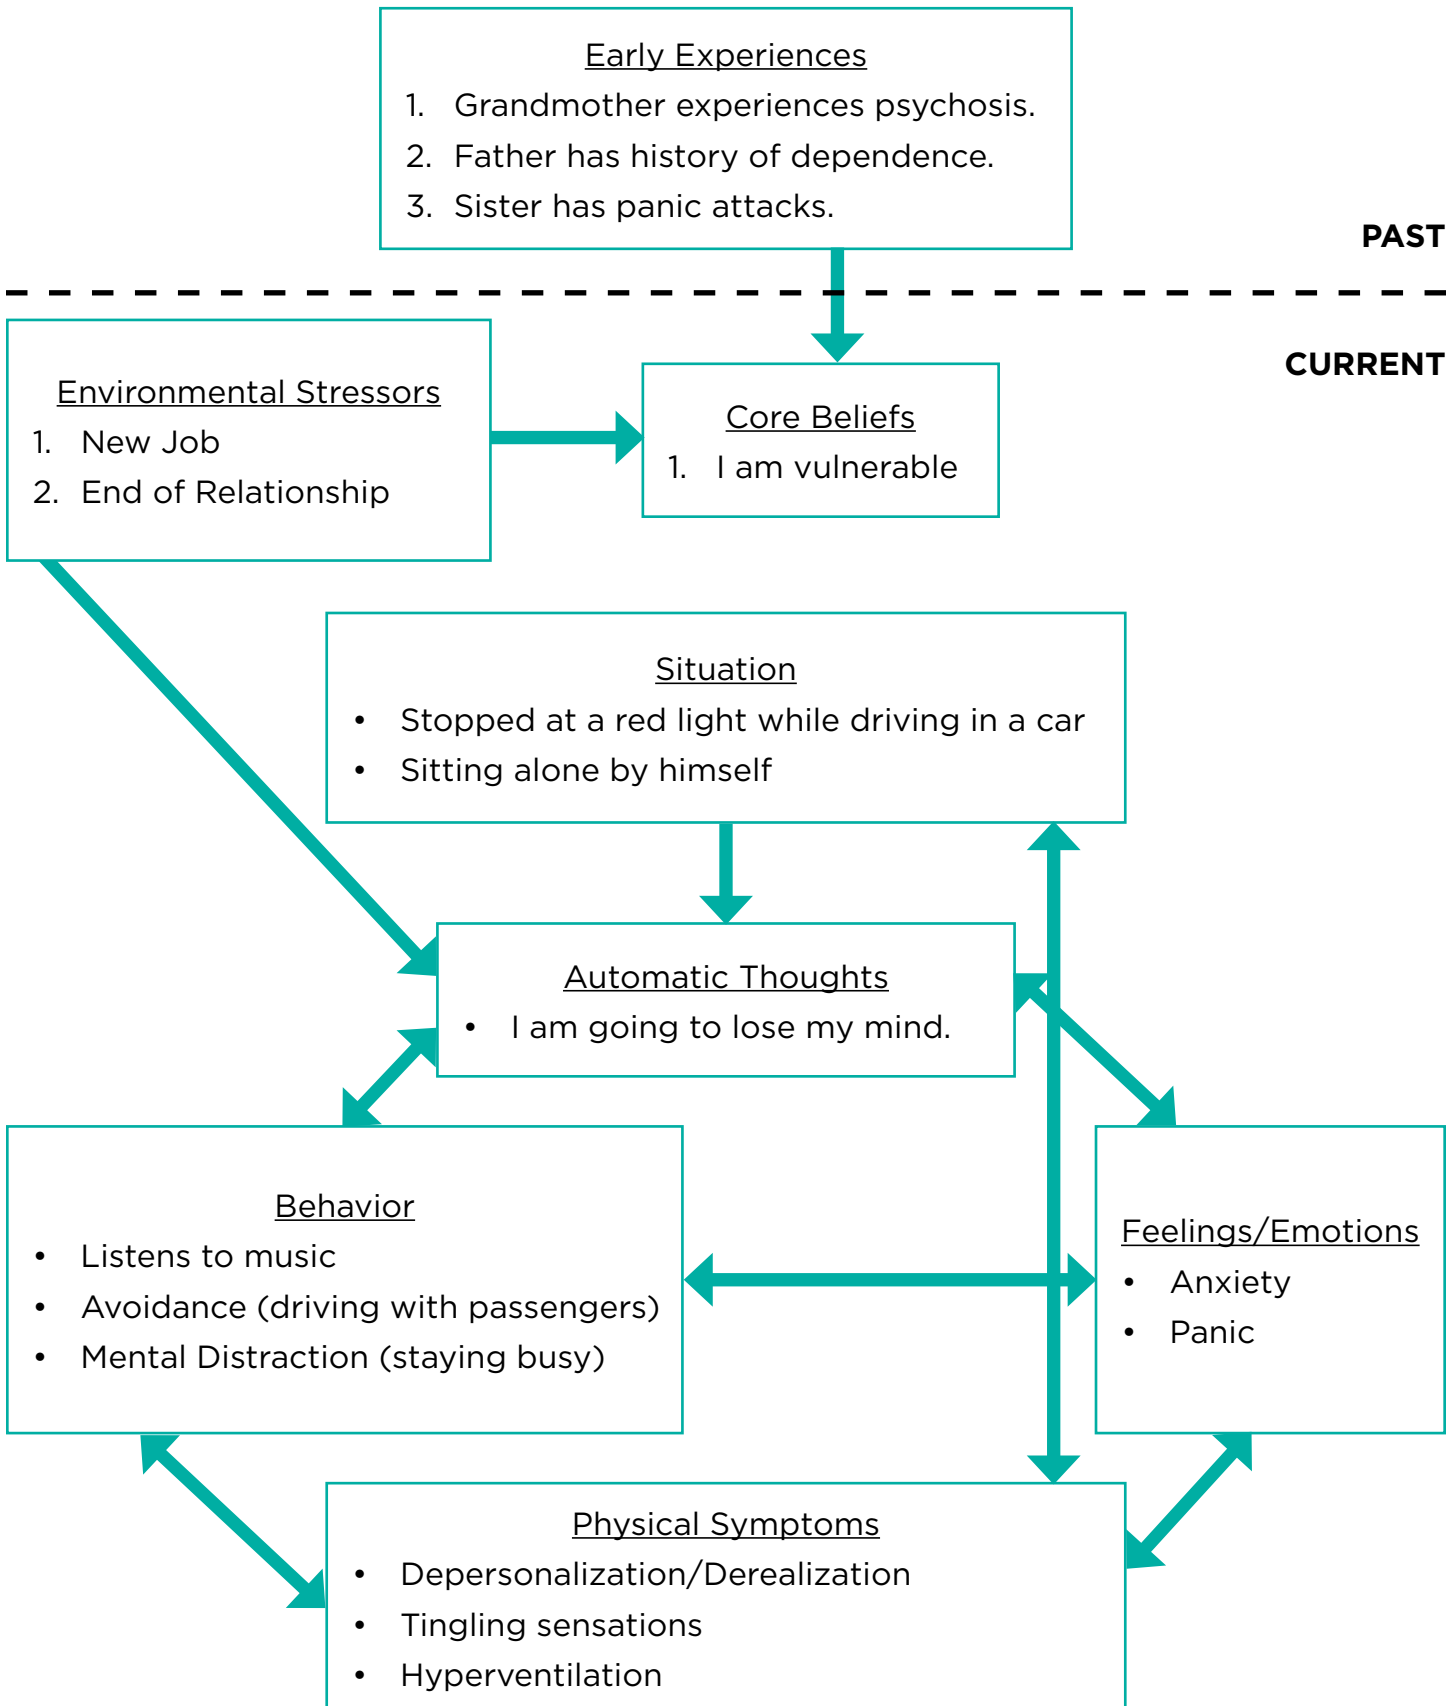 Early Experiences
1. Grandmother experiences psychosis.
2. Father has history of dependence.
3. Sister has panic attacks.
PAST
CURRENT
Environmental Stressors
1. New Job
2. End of Relationship
Core Beliefs
1. I am vulnerable
Situation
• Stopped at a red light while driving in a car
• Sitting alone by himself
Automatic Thoughts
• I am going to lose my mind.
Behavior
• Listens to music
• Avoidance (driving with passengers)
• Mental Distraction (staying busy)
Feelings/Emotions
• Anxiety
• Panic
Physical Symptoms
• Depersonalization/Derealization
• Tingling sensations
• Hyperventilation